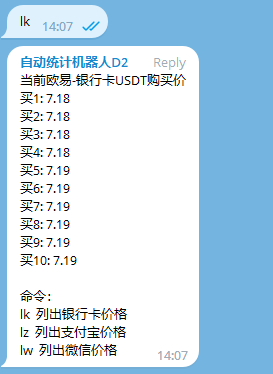 lk 14:07
自动统计机器人D2 Reply
当前欧易-银行卡USDT购买价
买1: 7.18
买2: 7.18
买3: 7.18
买4: 7.18
买5: 7.19
买6: 7.19
买7: 7.19
买8: 7.19
买9: 7.19
买10: 7.19
命令:
lk 列出银行卡价格
lz 列出支付宝价格
lw 列出微信价格
14:07